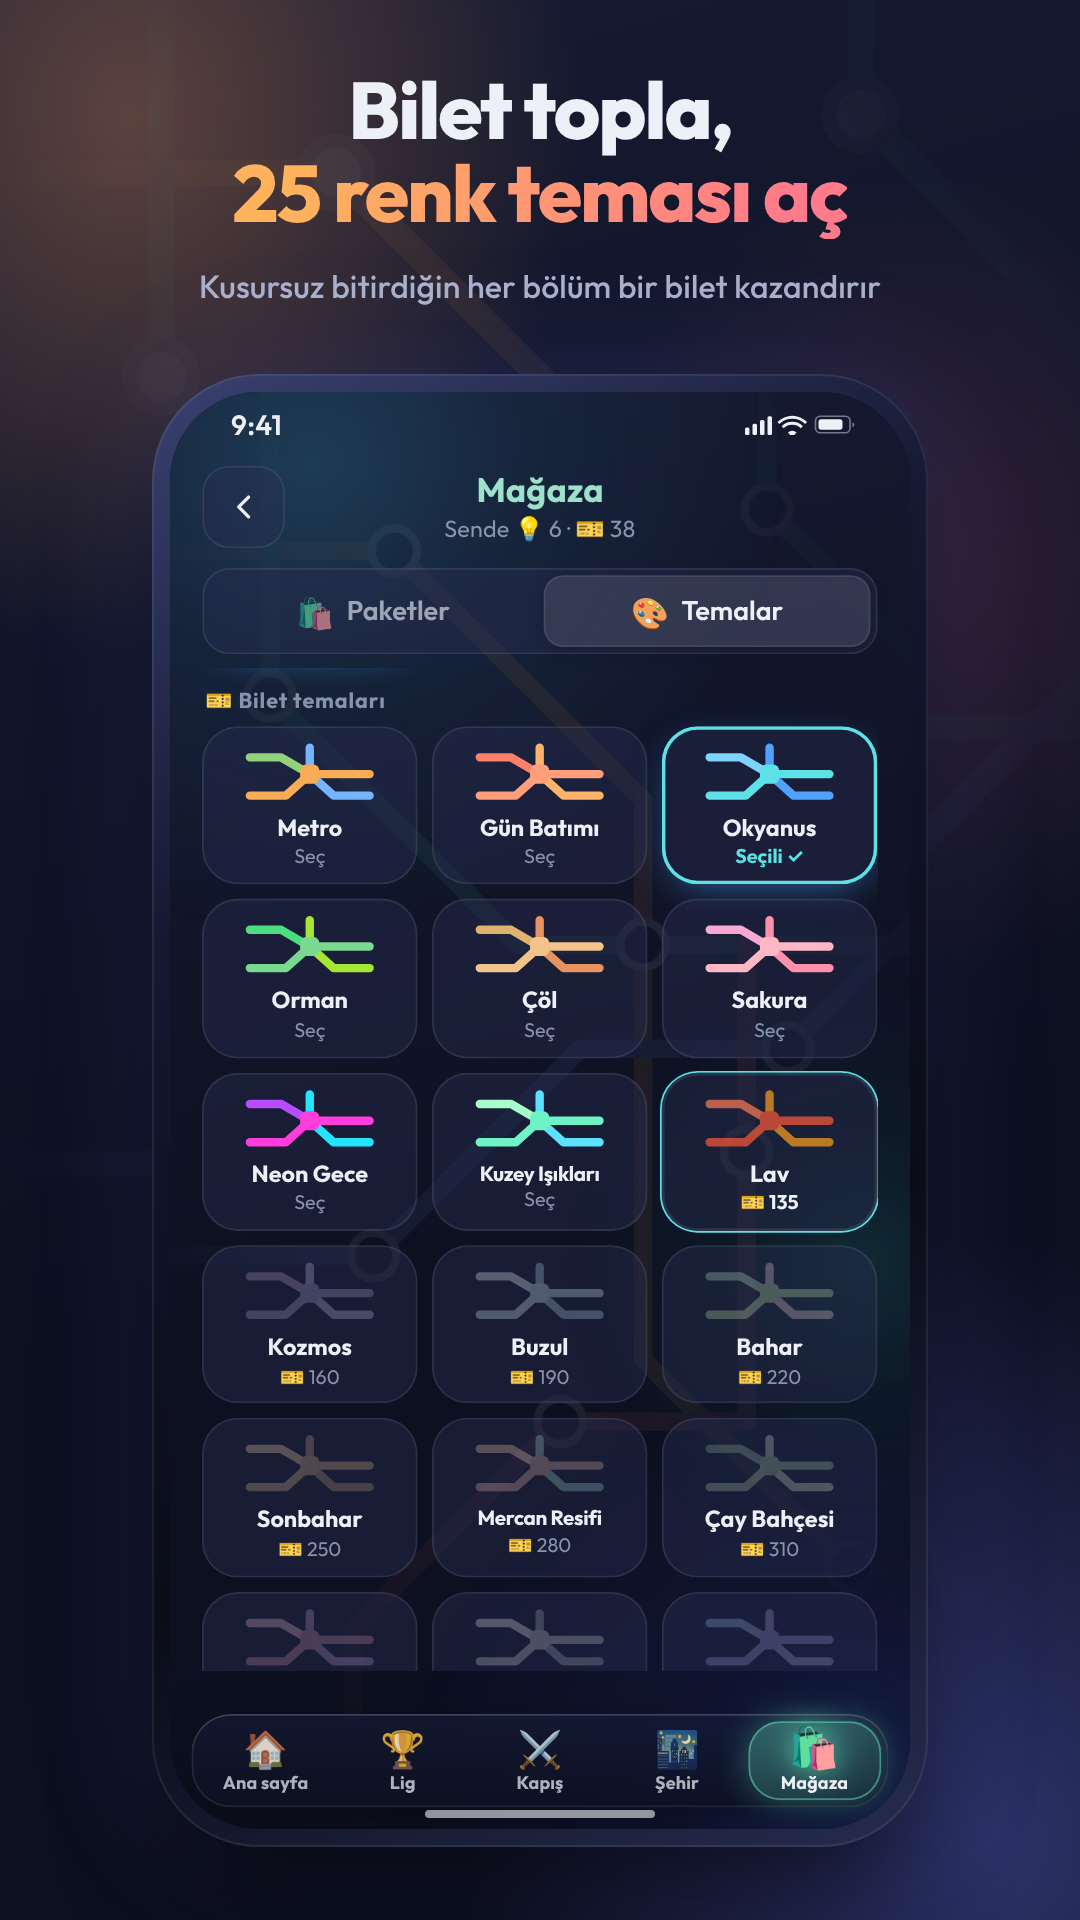 Bilet topla,
25 renk teması aç
Kusursuz bitirdiğin her bölüm bir bilet kazandırır
9:41
Mağaza
Sende 💡 6 · 🎫 38
🛍️ Paketler
🎨 Temalar
🎫 Bilet temaları
Metro
Seç
Gün Batımı
Seç
Okyanus
Seçili ✓
Orman
Seç
Çöl
Seç
Sakura
Seç
Neon Gece
Seç
Kuzey Işıkları
Seç
Lav
🎫 135
Kozmos
🎫 160
Buzul
🎫 190
Bahar
🎫 220
Sonbahar
🎫 250
Mercan Resifi
🎫 280
Çay Bahçesi
🎫 310
Ana sayfa
Lig
Kapış
Şehir
Mağaza